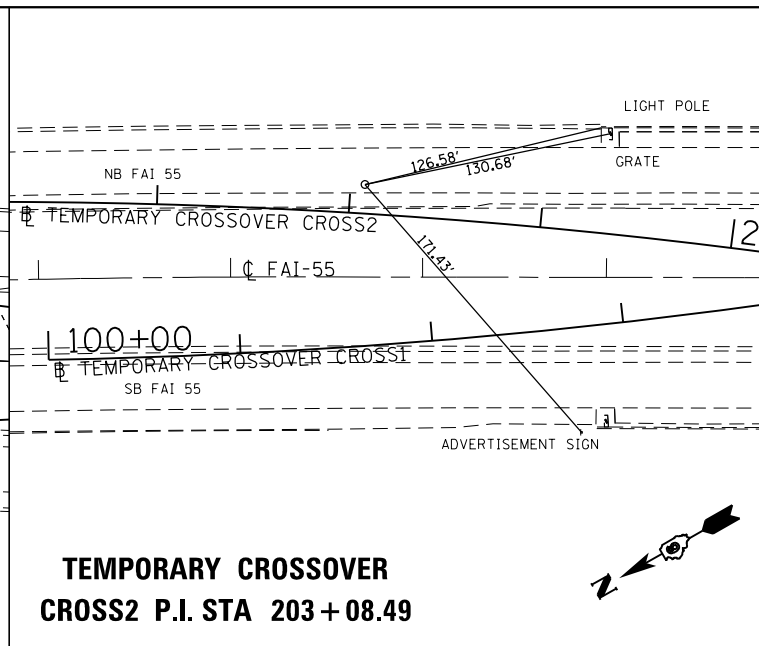 LIGHT POLE
126.58'
130.68'
GRATE
NB FAI 55
℄ TEMPORARY CROSSOVER CROSS2
2
171.43'
℄ FAI-55
100+00
℄ TEMPORARY CROSSOVER CROSS1
SB FAI 55
ADVERTISEMENT SIGN
TEMPORARY CROSSOVER
CROSS2 P.I. STA 203+08.49
N